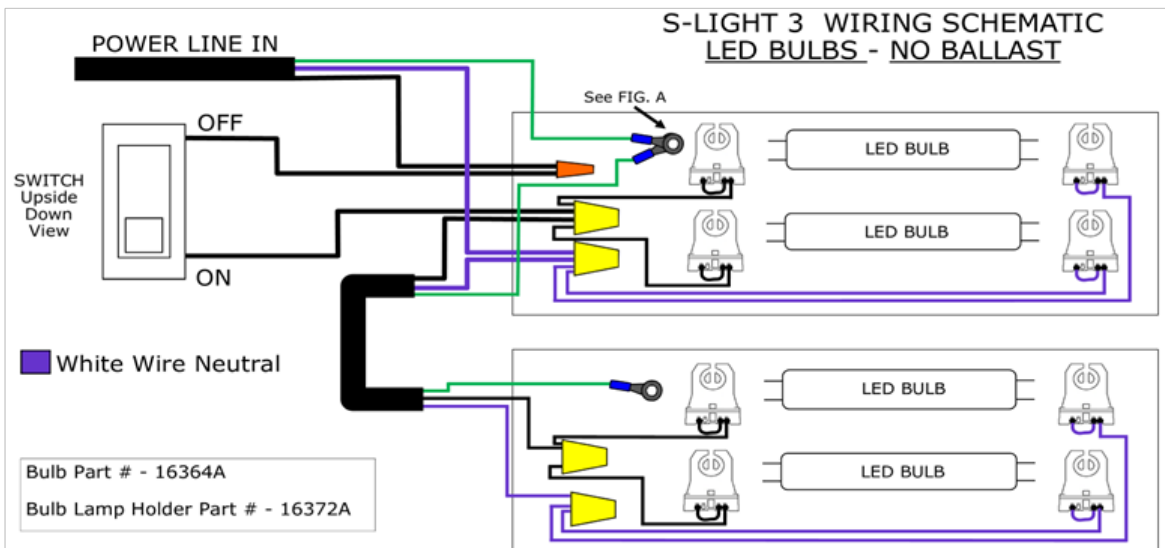 S-LIGHT 3 WIRING SCHEMATIC
LED BULBS - NO BALLAST
POWER LINE IN
See FIG. A
OFF
SWITCH
Upside
Down
View
ON
LED BULB
LED BULB
White Wire Neutral
LED BULB
LED BULB
Bulb Part # - 16364A
Bulb Lamp Holder Part # - 16372A